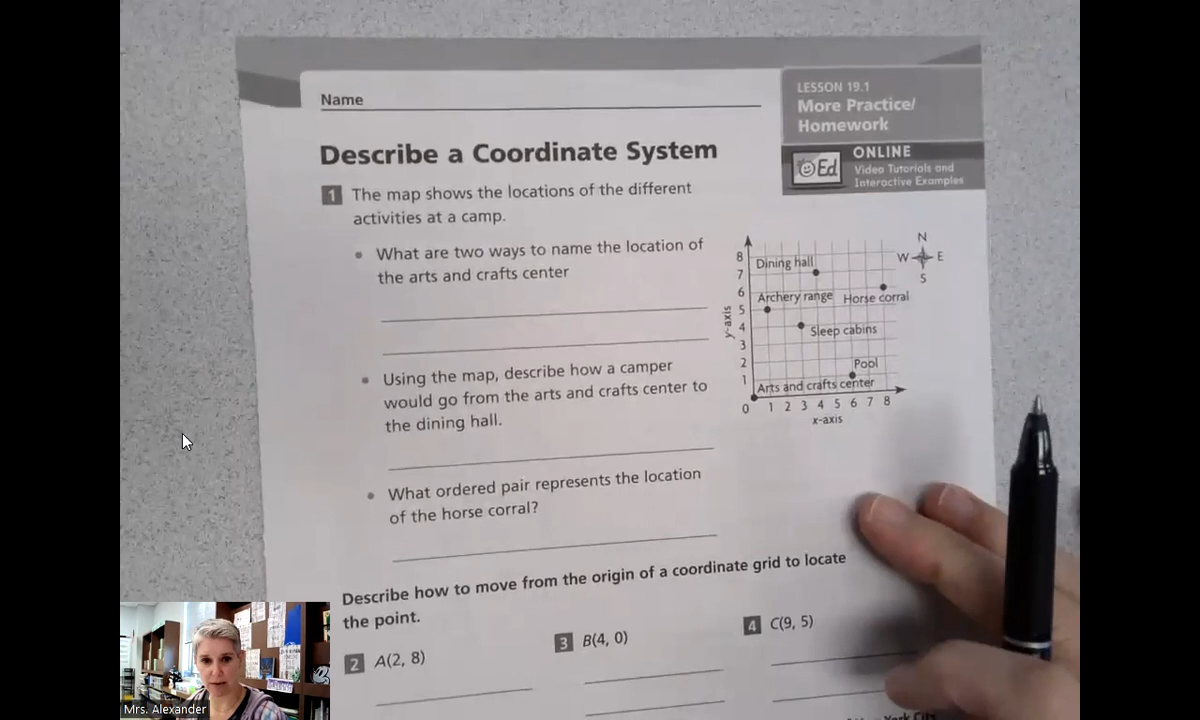 Name
LESSON 19.1
More Practice/
Homework
Ed
ONLINE
Video Tutorials and
Interactive Examples
Describe a Coordinate System
1 The map shows the locations of the different
activities at a camp.
• What are two ways to name the location of
the arts and crafts center
• Using the map, describe how a camper
would go from the arts and crafts center to
the dining hall.
• What ordered pair represents the location
of the horse corral?
N
W E
S
8
7
6
5
4
3
2
1
0
y-axis
Dining hall
Archery range
Horse corral
Sleep cabins
Pool
Arts and crafts center
1 2 3 4 5 6 7 8
x-axis
Describe how to move from the origin of a coordinate grid to locate
the point.
2 A(2, 8)
3 B(4, 0)
4 C(9, 5)
York City
Mrs. Alexander